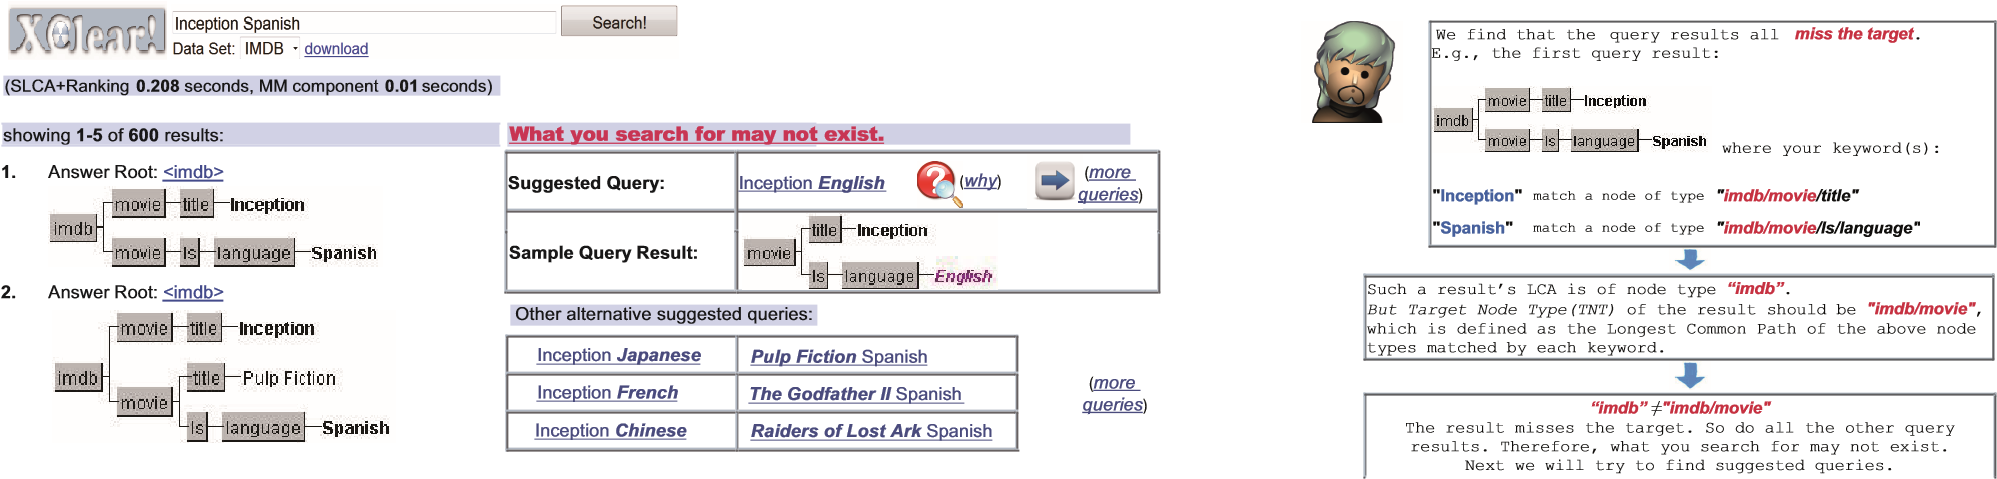 XClear!
Inception Spanish
Search!
Data Set: IMDB download
(SLCA+Ranking 0.208 seconds, MM component 0.01 seconds)
showing 1-5 of 600 results:
1. Answer Root: <imdb>
imdb
movie title Inception
movie ls language Spanish
2. Answer Root: <imdb>
movie title Inception
imdb
title Pulp Fiction
movie
ls language Spanish
What you search for may not exist.
Suggested Query: Inception English (why) (more queries)
Sample Query Result:
title Inception
movie
ls language English
Other alternative suggested queries:
Inception Japanese Pulp Fiction Spanish
Inception French The Godfather II Spanish
Inception Chinese Raiders of Lost Ark Spanish
(more queries)
We find that the query results all miss the target.
E.g., the first query result:
movie title Inception
imdb
movie ls language Spanish
where your keyword(s):
"Inception" match a node of type "imdb/movie/title"
"Spanish" match a node of type "imdb/movie/ls/language"
Such a result's LCA is of node type “imdb”.
But Target Node Type(TNT) of the result should be "imdb/movie",
which is defined as the Longest Common Path of the above node
types matched by each keyword.
“imdb” ≠"imdb/movie"
The result misses the target. So do all the other query
results. Therefore, what you search for may not exist.
Next we will try to find suggested queries.